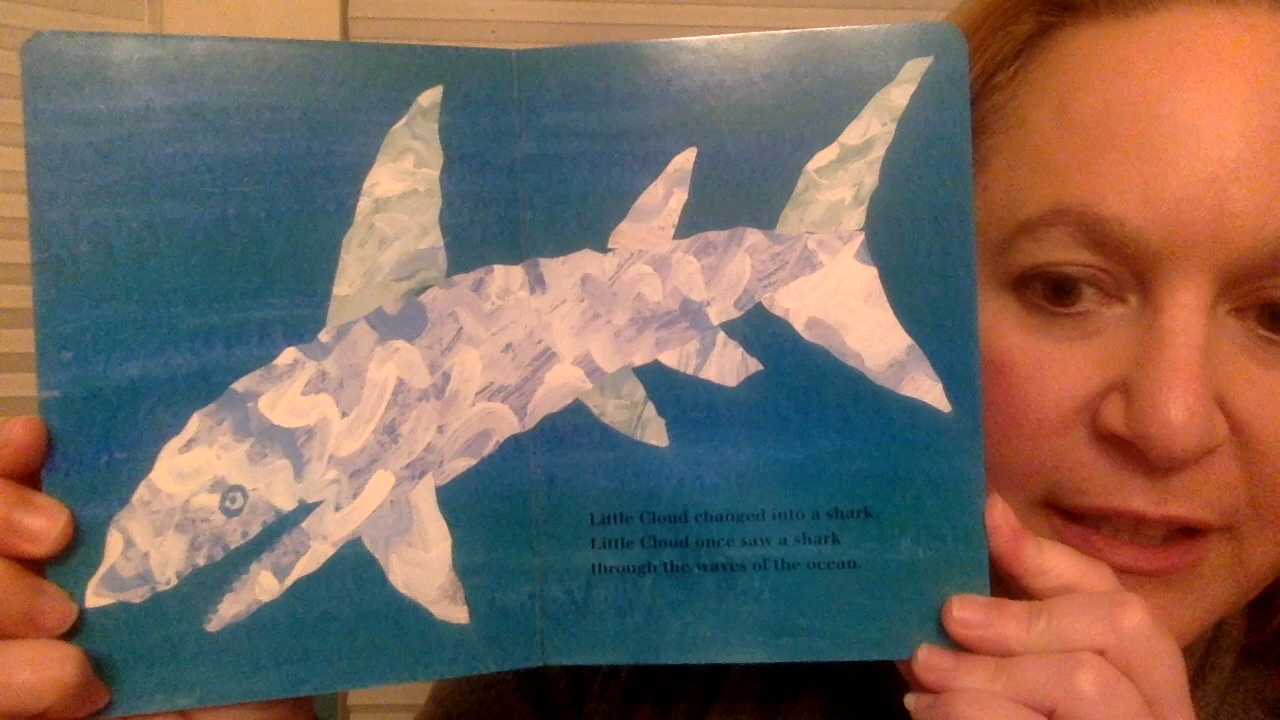 Little Cloud changed into a shark.
Little Cloud once saw a shark
through the waves of the ocean.